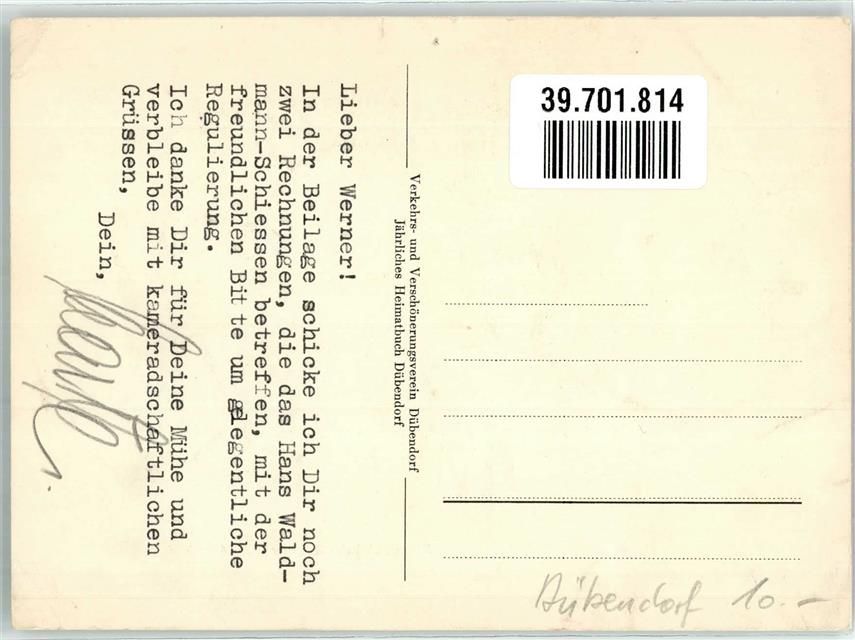 Lieber Werner!
In der Beilage schicke ich Dir noch
zwei Rechnungen, die das Hans Wald-
mann-Schiessen betreffen, mit der
freundlichen Bitte um gelegentliche
Regulierung.
Ich danke Dir für Deine Mühe und
verbleibe mit kameradschaftlichen
Grüssen,
Dein,
Verkehrs- und Verschönerungsverein Dübendorf
Jährliches Heimatbuch Dübendorf
39.701.814
Dübendorf 10.-